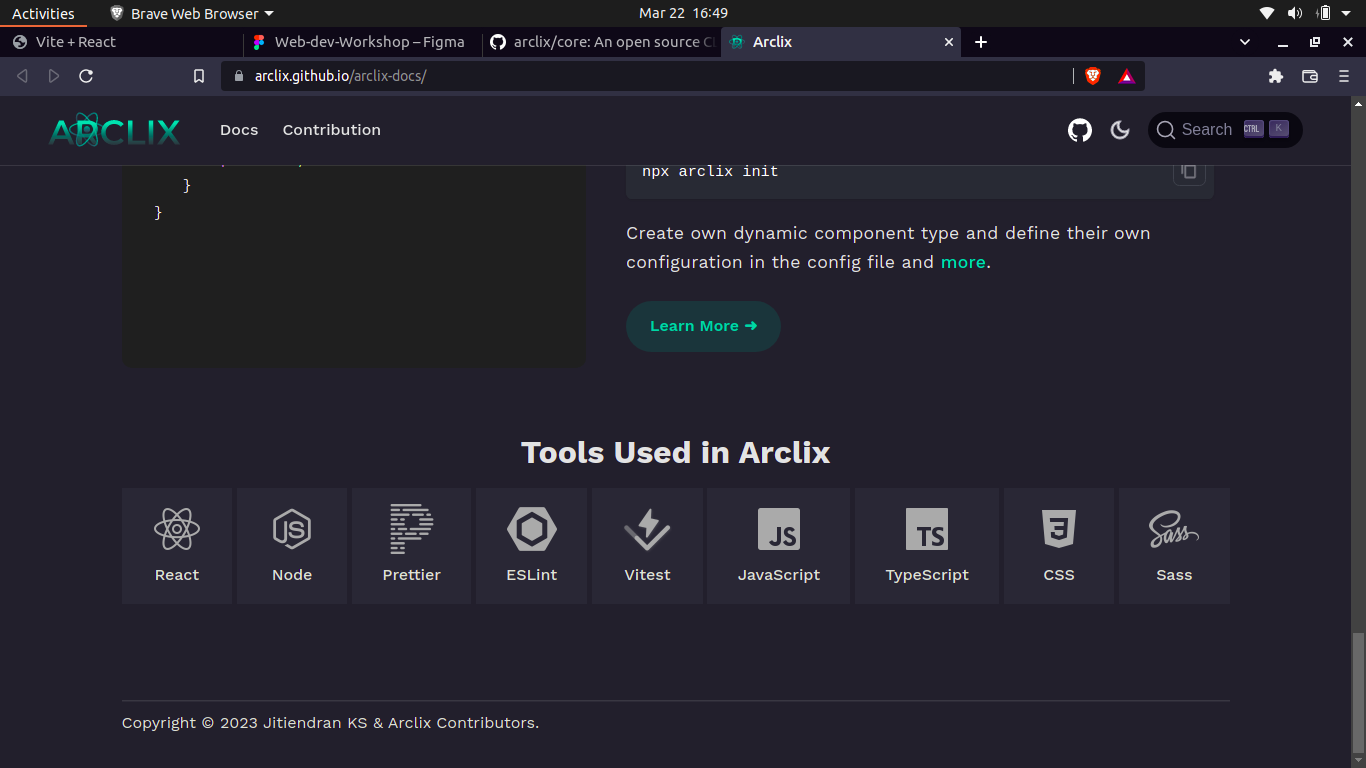 Activities Brave Web Browser Mar 22 16:49
Vite + React Web-dev-Workshop – Figma arclix/core: An open source CL Arclix
arclix.github.io/arclix-docs/
ARCLIX Docs Contribution Search CTRL K
} npx arclix init
}
Create own dynamic component type and define their own
configuration in the config file and more.
Learn More ➜
Tools Used in Arclix
JS JS TS 3 Sass
React Node Prettier ESLint Vitest JavaScript TypeScript CSS Sass
Copyright © 2023 Jitiendran KS & Arclix Contributors.